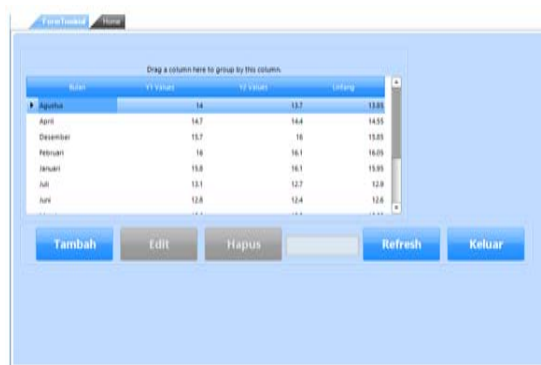 Home
Drag a column here to group by this column.
Bulan Y1 Values Y2 Values Lintang
Agustus 14 13.7 13.85
April 14.7 14.4 14.55
Desember 15.7 16 15.85
Februari 16 16.1 16.05
Januari 15.8 16.1 15.95
Juli 13.1 12.7 12.9
Juni 12.8 12.4 12.6
Tambah Edit Hapus Refresh Keluar